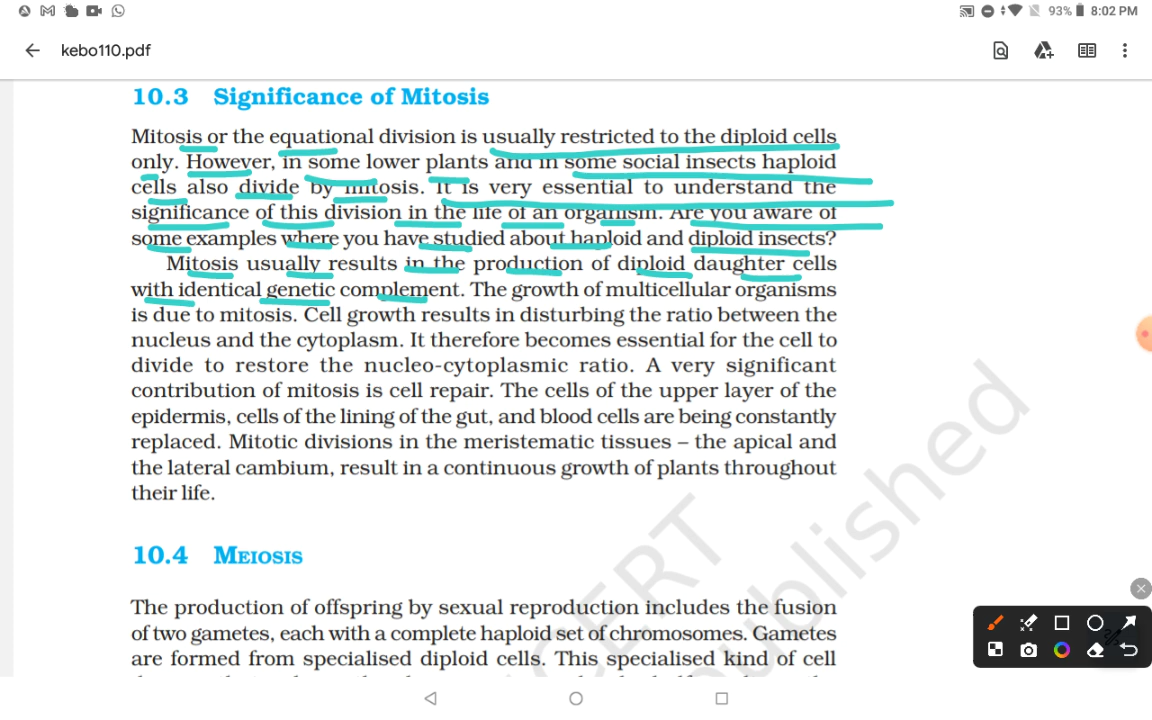 93% 8:02 PM
kebo110.pdf
10.3 Significance of Mitosis
Mitosis or the equational division is usually restricted to the diploid cells
only. However, in some lower plants and in some social insects haploid
cells also divide by mitosis. It is very essential to understand the
significance of this division in the life of an organism. Are you aware of
some examples where you have studied about haploid and diploid insects?
Mitosis usually results in the production of diploid daughter cells
with identical genetic complement. The growth of multicellular organisms
is due to mitosis. Cell growth results in disturbing the ratio between the
nucleus and the cytoplasm. It therefore becomes essential for the cell to
divide to restore the nucleo-cytoplasmic ratio. A very significant
contribution of mitosis is cell repair. The cells of the upper layer of the
epidermis, cells of the lining of the gut, and blood cells are being constantly
replaced. Mitotic divisions in the meristematic tissues – the apical and
the lateral cambium, result in a continuous growth of plants throughout
their life.
10.4 MEIOSIS
The production of offspring by sexual reproduction includes the fusion
of two gametes, each with a complete haploid set of chromosomes. Gametes
are formed from specialised diploid cells. This specialised kind of cell